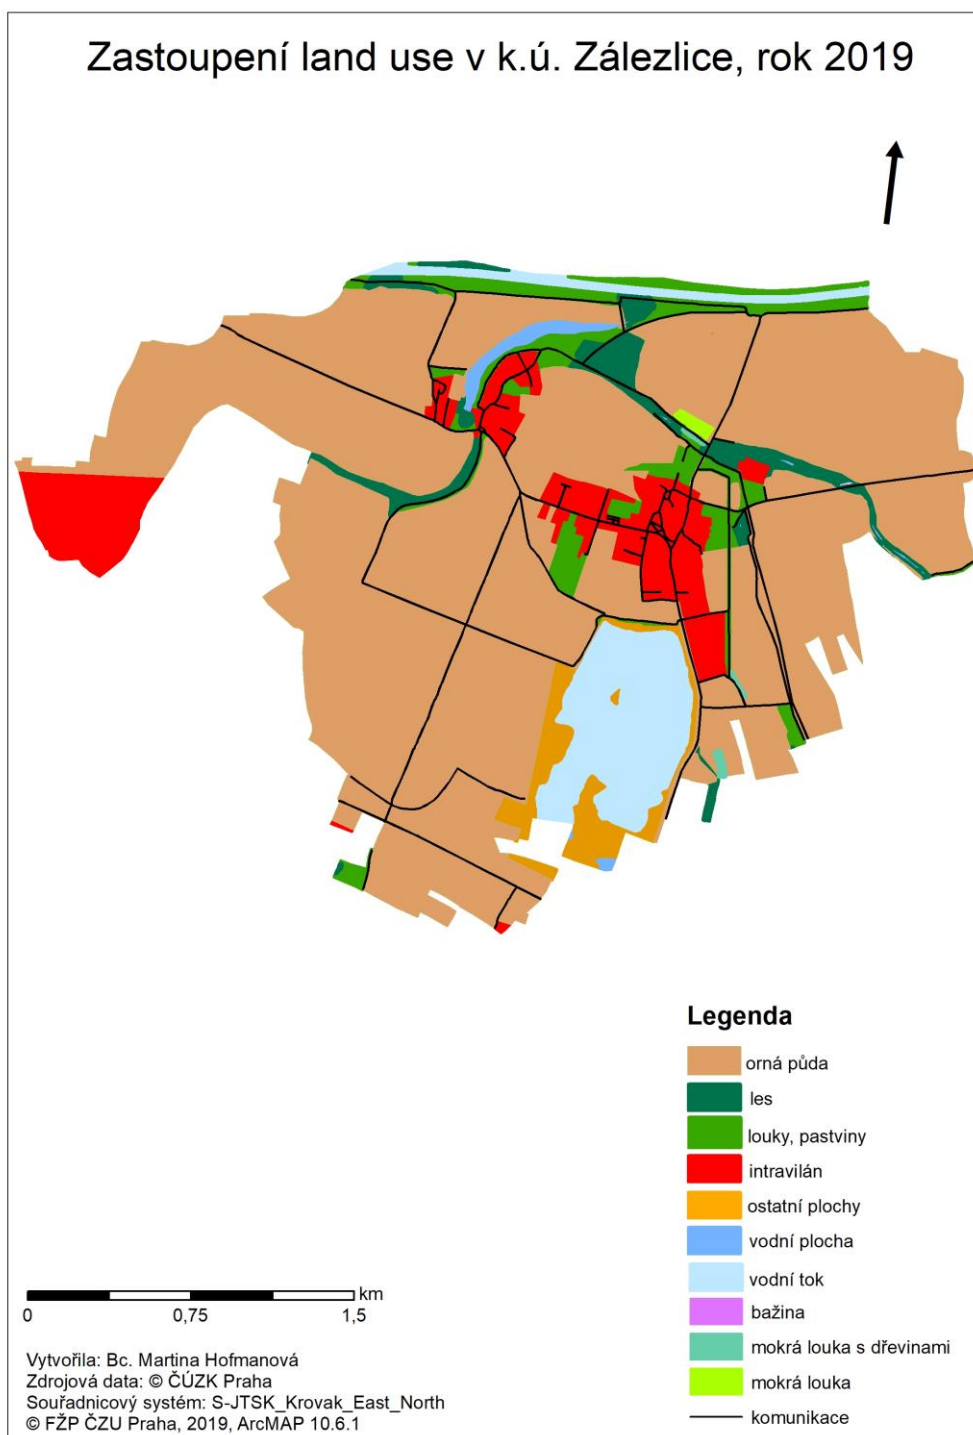 Zastoupení land use v k.ú. Zálezlice, rok 2019
Legenda
orná půda
les
louky, pastviny
intravilán
ostatní plochy
vodní plocha
vodní tok
bažina
mokrá louka s dřevinami
mokrá louka
komunikace
km
0 0,75 1,5
Vytvořila: Bc. Martina Hofmanová
Zdrojová data: © ČÚZK Praha
Souřadnicový systém: S-JTSK_Krovak_East_North
© FŽP ČZU Praha, 2019, ArcMAP 10.6.1